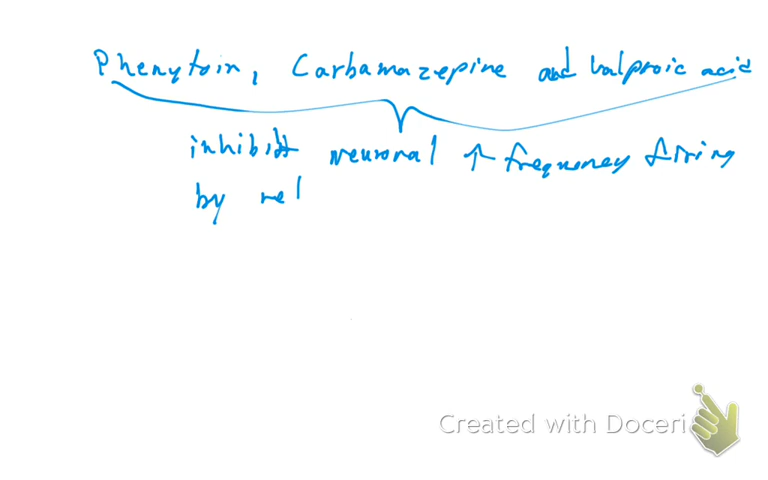 Phenytoin, Carbamazepine and valproic acid
inhibit neuronal ↑ frequency firing
by rel
Created with Doceri